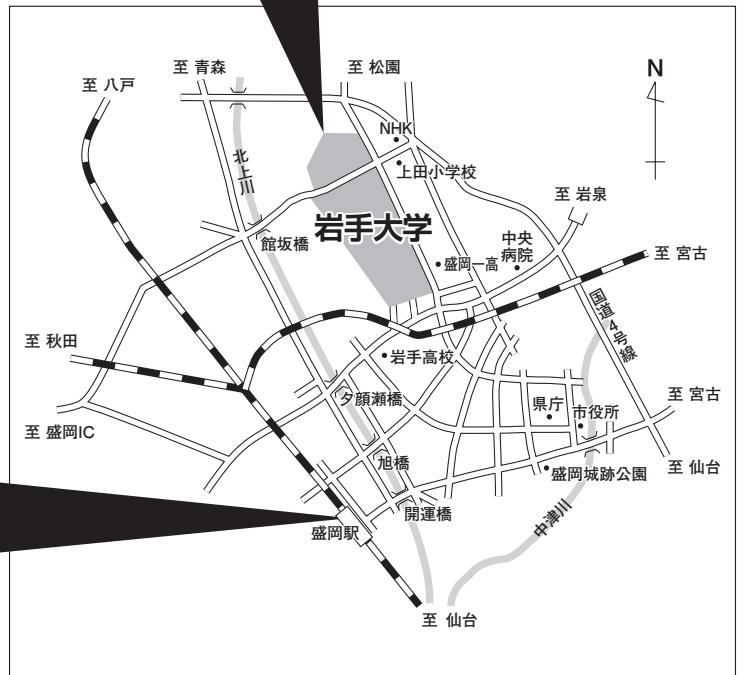 至 青森
至 松園
至 八戸
N
NHK
上田小学校
北上川
至 岩泉
岩手大学
中央
病院
館坂橋
盛岡一高
至 宮古
国道4号線
至 秋田
岩手高校
夕顔瀬橋
県庁
市役所
至 宮古
至 盛岡IC
旭橋
盛岡城跡公園
至 仙台
開運橋
中津川
盛岡駅
至 仙台